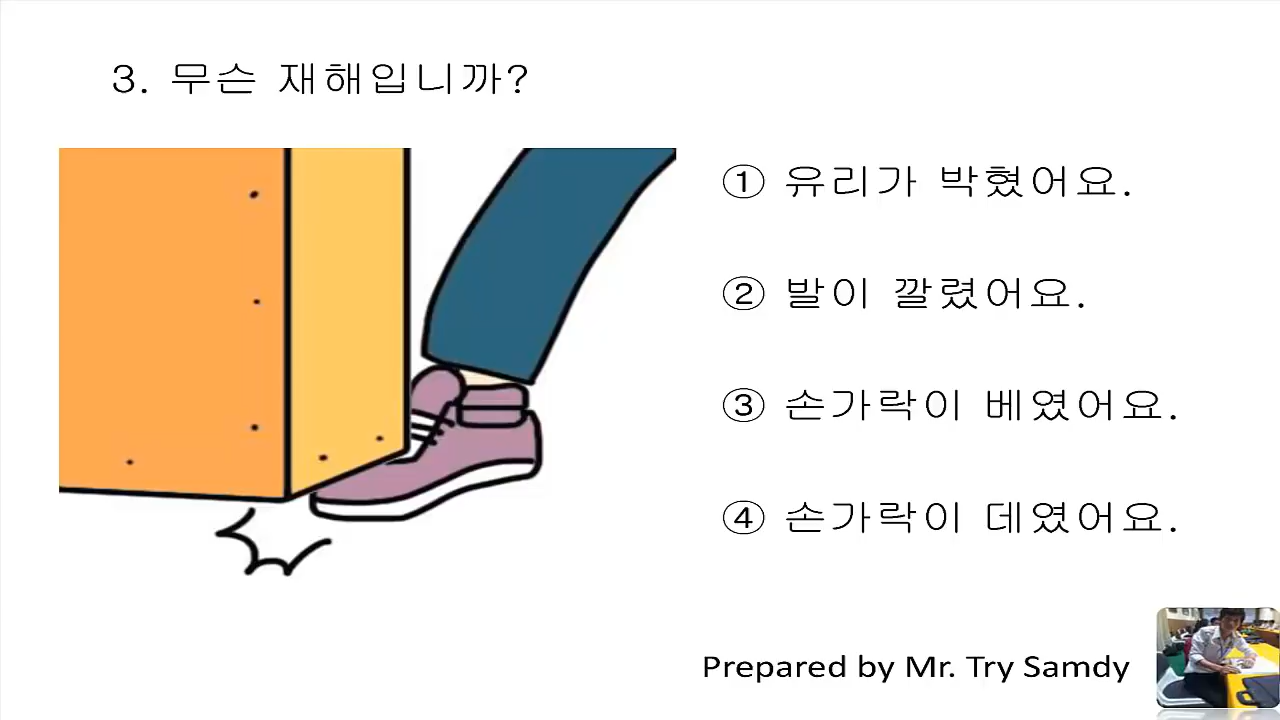 3. 무슨 재해입니까?
① 유리가 박혔어요.
② 발이 깔렸어요.
③ 손가락이 베였어요.
④ 손가락이 데였어요.
Prepared by Mr. Try Samdy